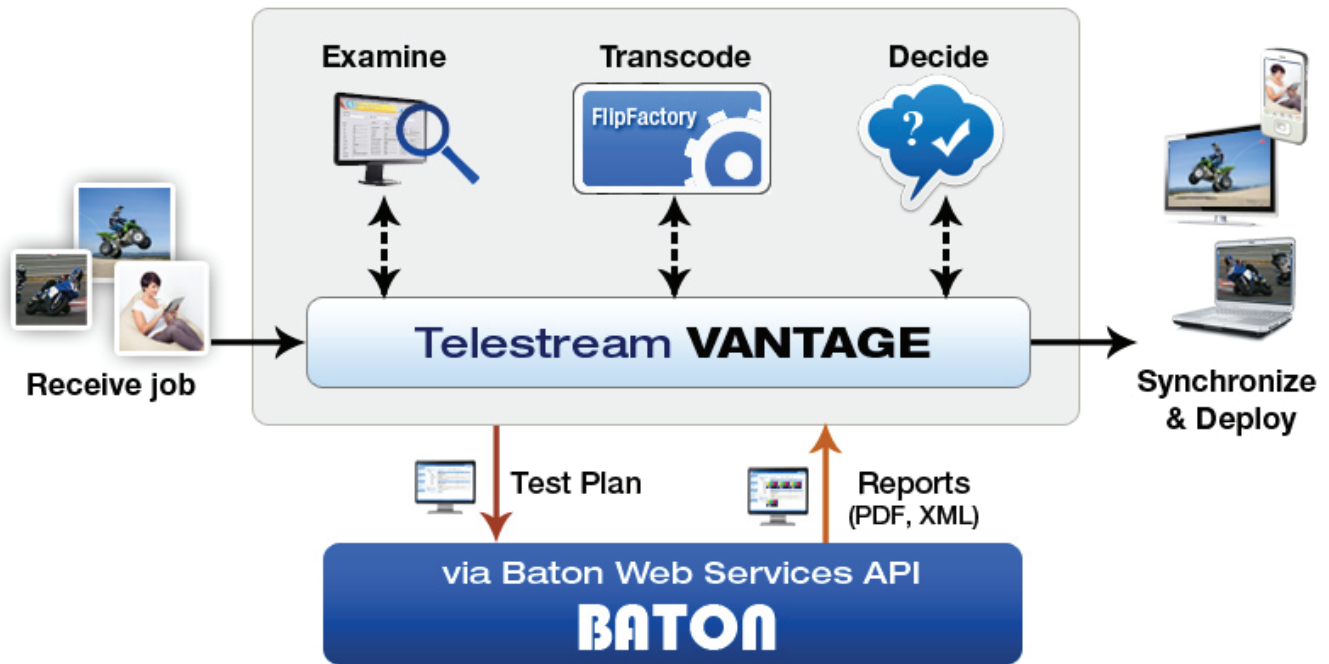 Examine
Transcode
Decide
FlipFactory
?
Telestream VANTAGE
Receive job
Synchronize
& Deploy
Test Plan
Reports
(PDF, XML)
via Baton Web Services API
BATON